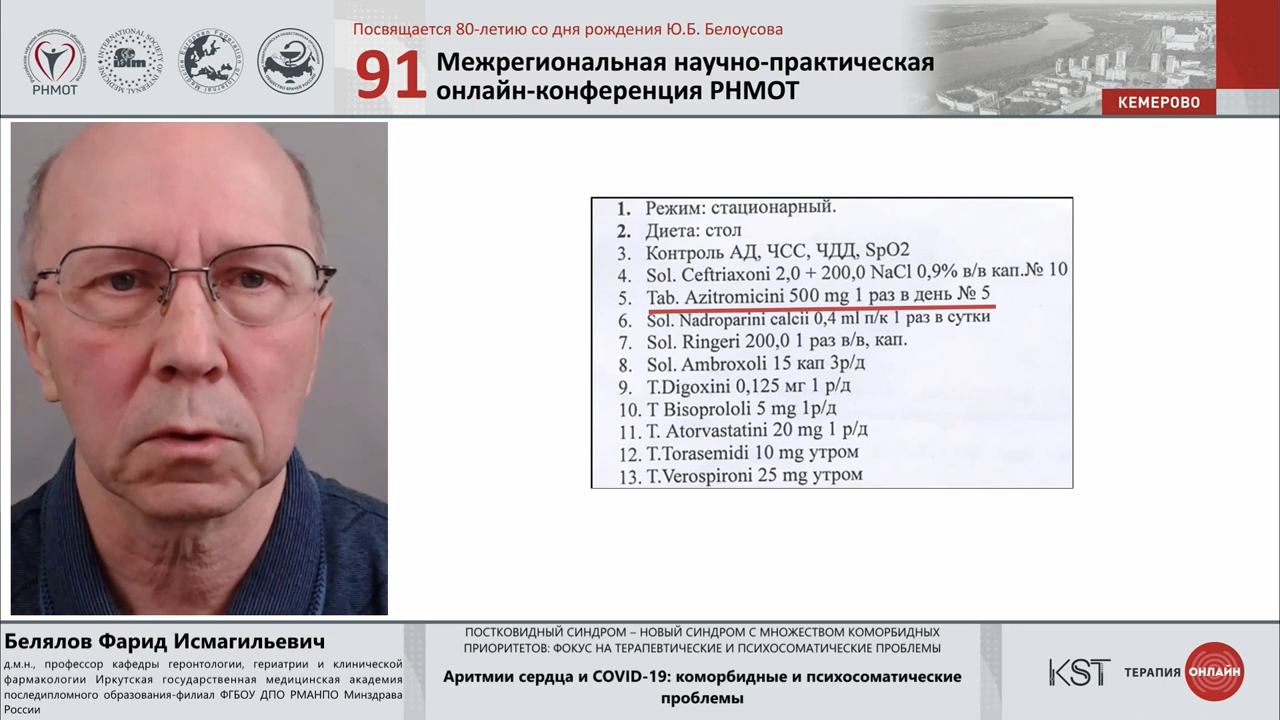 Посвящается 80-летию со дня рождения Ю.Б. Белоусова
91 Межрегиональная научно-практическая
онлайн-конференция РНМОТ
КЕМЕРОВО
РНМОТ
1. Режим: стационарный.
2. Диета: стол
3. Контроль АД, ЧСС, ЧДД, SpO2
4. Sol. Ceftriaxoni 2,0 + 200,0 NaCl 0,9% в/в кап.№ 10
5. Tab. Azitromicini 500 mg 1 раз в день № 5
6. Sol. Nadroparini calcii 0,4 ml п/к 1 раз в сутки
7. Sol. Ringeri 200,0 1 раз в/в, кап.
8. Sol. Ambroxoli 15 кап 3р/д
9. T.Digoxini 0,125 мг 1 р/д
10. T Bisoprololi 5 mg 1р/д
11. T. Atorvastatini 20 mg 1 р/д
12. T.Torasemidi 10 mg утром
13. T.Verospironi 25 mg утром
Белялов Фарид Исмагильевич
д.м.н., профессор кафедры геронтологии, гериатрии и клинической
фармакологии Иркутская государственная медицинская академия
последипломного образования-филиал ФГБОУ ДПО РМАНПО Минздрава
России
ПОСТКОВИДНЫЙ СИНДРОМ – НОВЫЙ СИНДРОМ С МНОЖЕСТВОМ КОМОРБИДНЫХ
ПРИОРИТЕТОВ: ФОКУС НА ТЕРАПЕВТИЧЕСКИЕ И ПСИХОСОМАТИЧЕСКИЕ ПРОБЛЕМЫ
Аритмии сердца и COVID-19: коморбидные и психосоматические
проблемы
KST ТЕРАПИЯ ОНЛАЙН